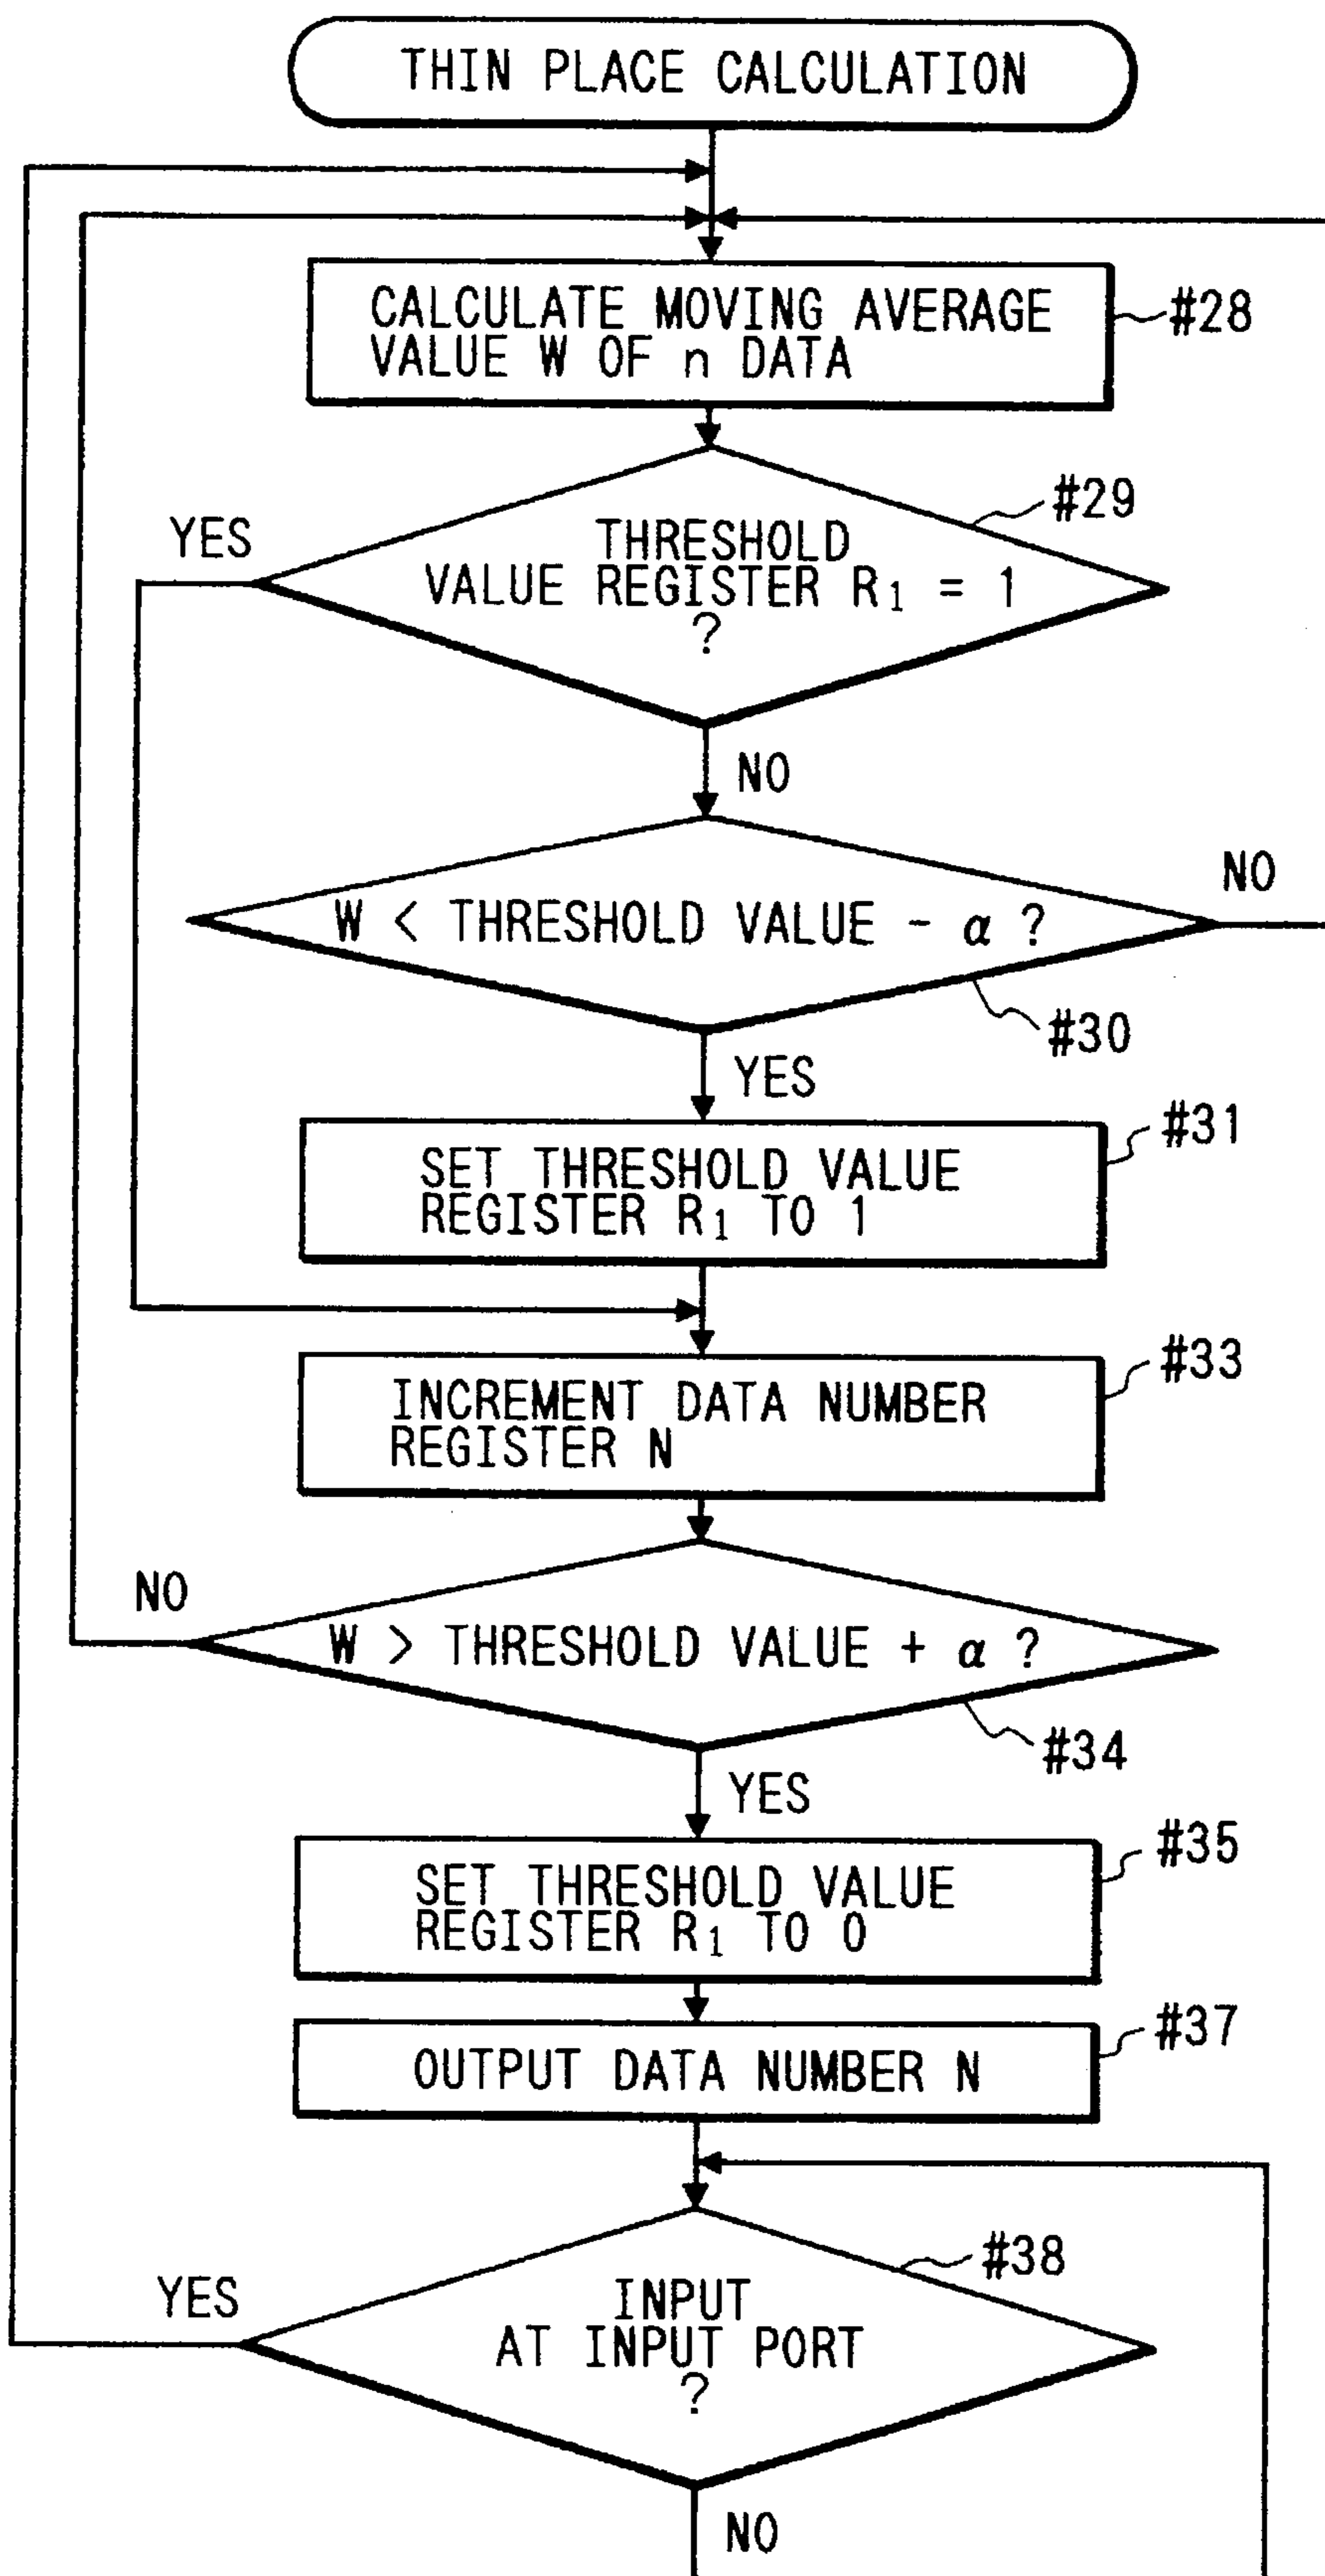 THIN PLACE CALCULATION
CALCULATE MOVING AVERAGE
VALUE W OF n DATA
#28
#29
YES
THRESHOLD
VALUE REGISTER R₁ = 1
?
NO
NO
W < THRESHOLD VALUE - α ?
#30
YES
#31
SET THRESHOLD VALUE
REGISTER R₁ TO 1
#33
INCREMENT DATA NUMBER
REGISTER N
NO
W > THRESHOLD VALUE + α ?
#34
YES
#35
SET THRESHOLD VALUE
REGISTER R₁ TO 0
#37
OUTPUT DATA NUMBER N
#38
YES
INPUT
AT INPUT PORT
?
NO